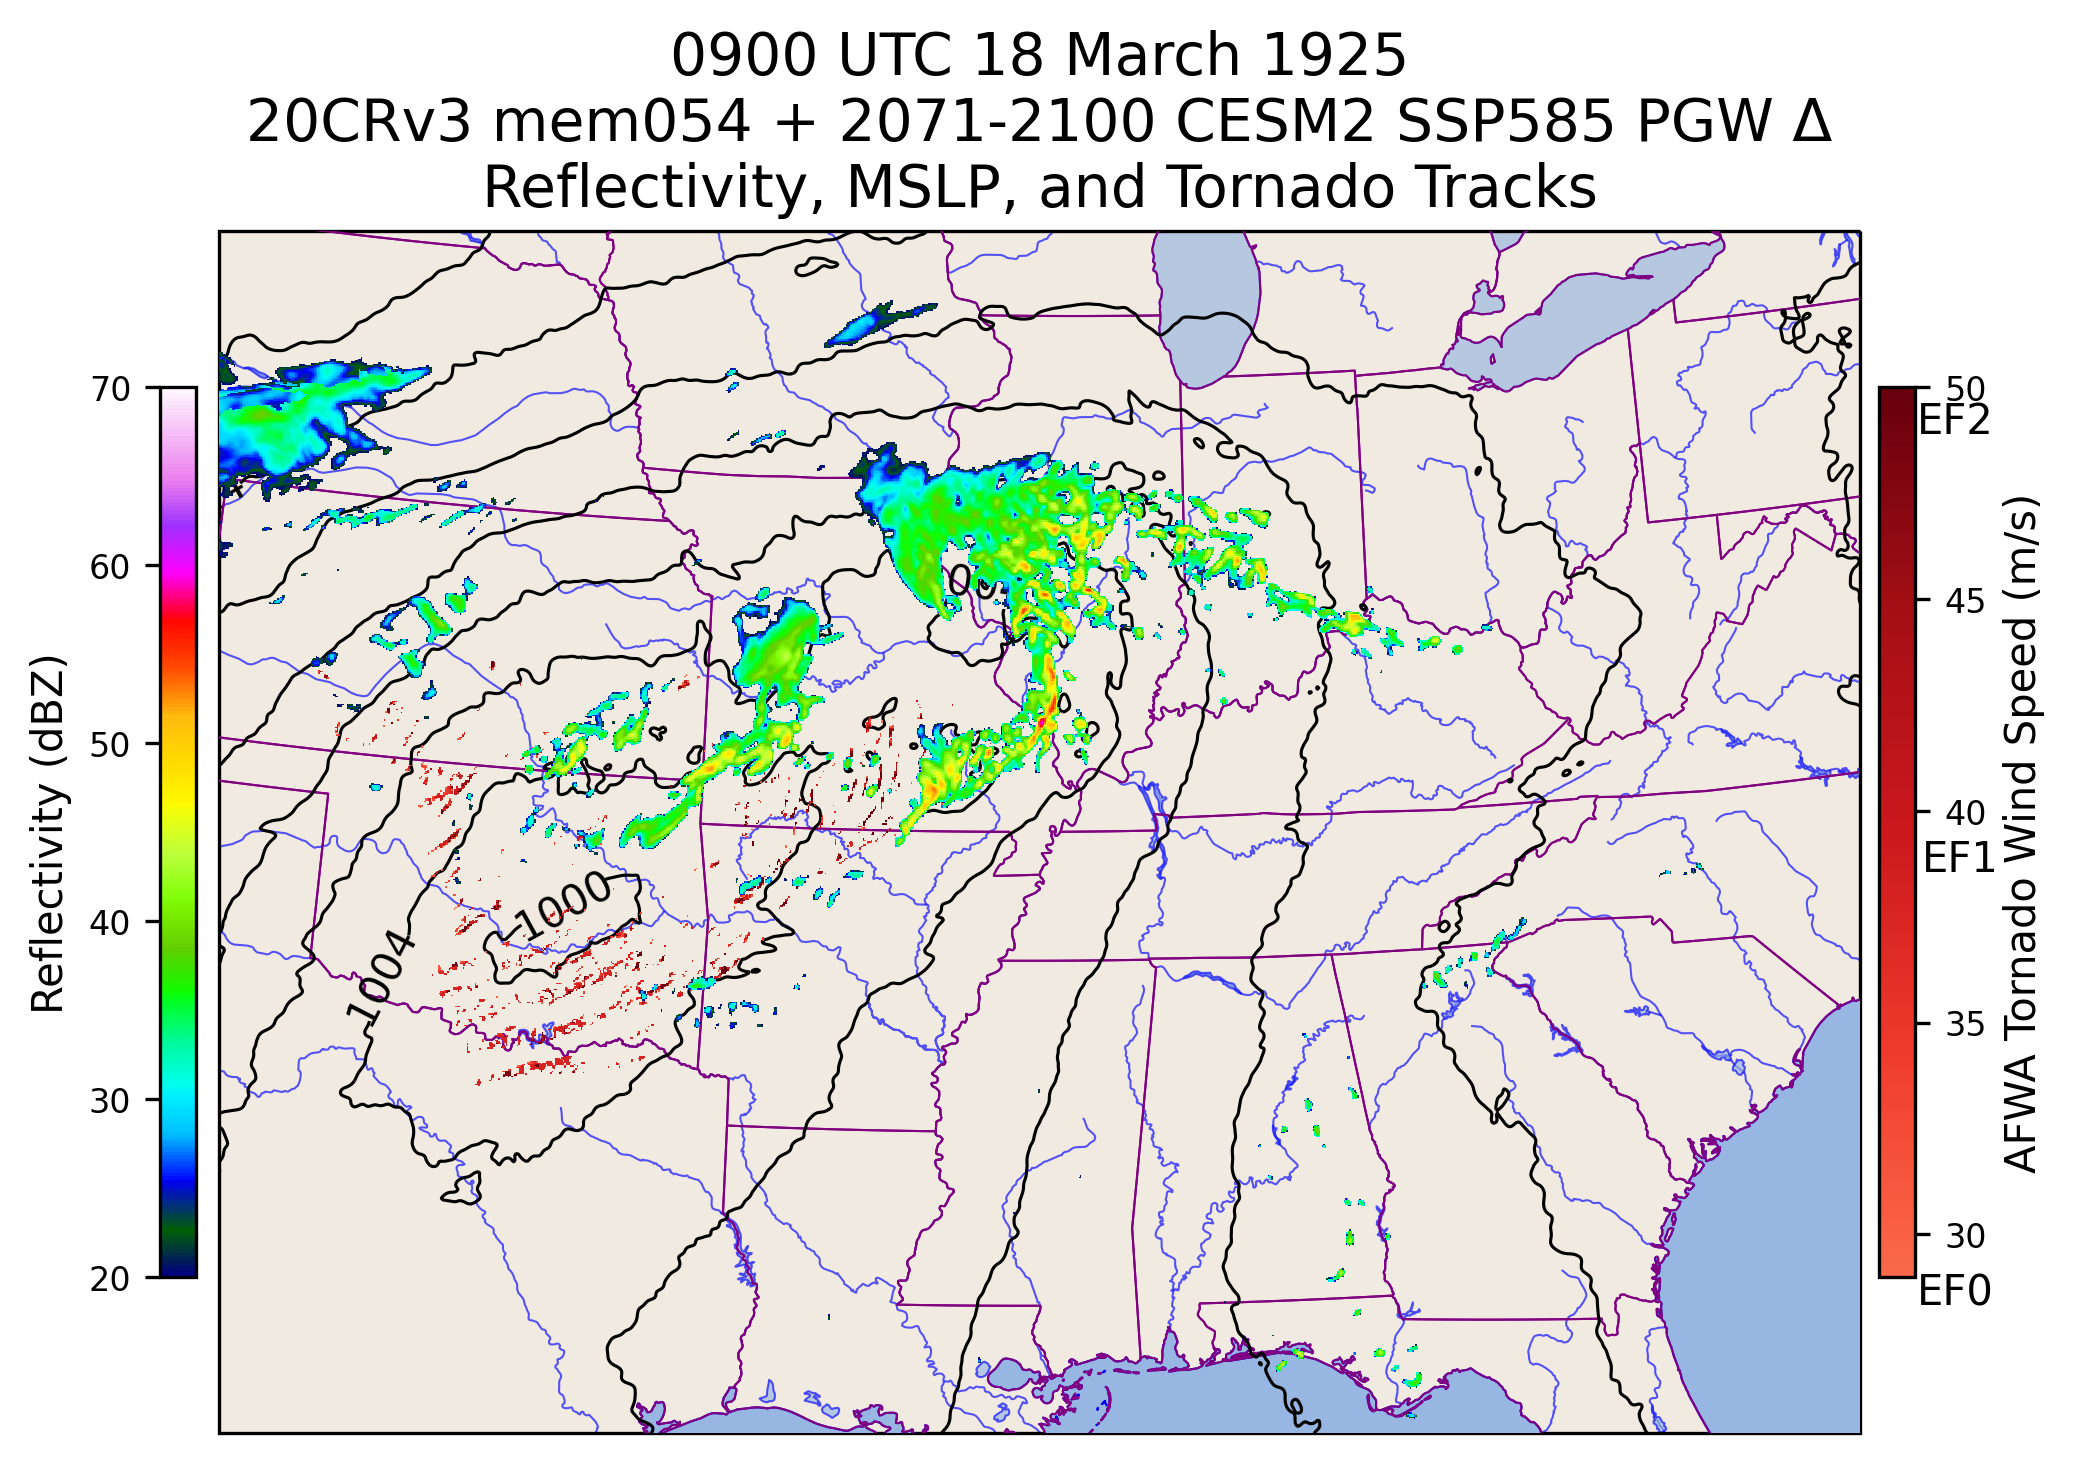 0900 UTC 18 March 1925
20CRv3 mem054 + 2071-2100 CESM2 SSP585 PGW Δ
Reflectivity, MSLP, and Tornado Tracks
70
60
50
40
30
20
Reflectivity (dBZ)
1000
1004
50
EF2
45
40
EF1
35
30
EF0
AFWA Tornado Wind Speed (m/s)